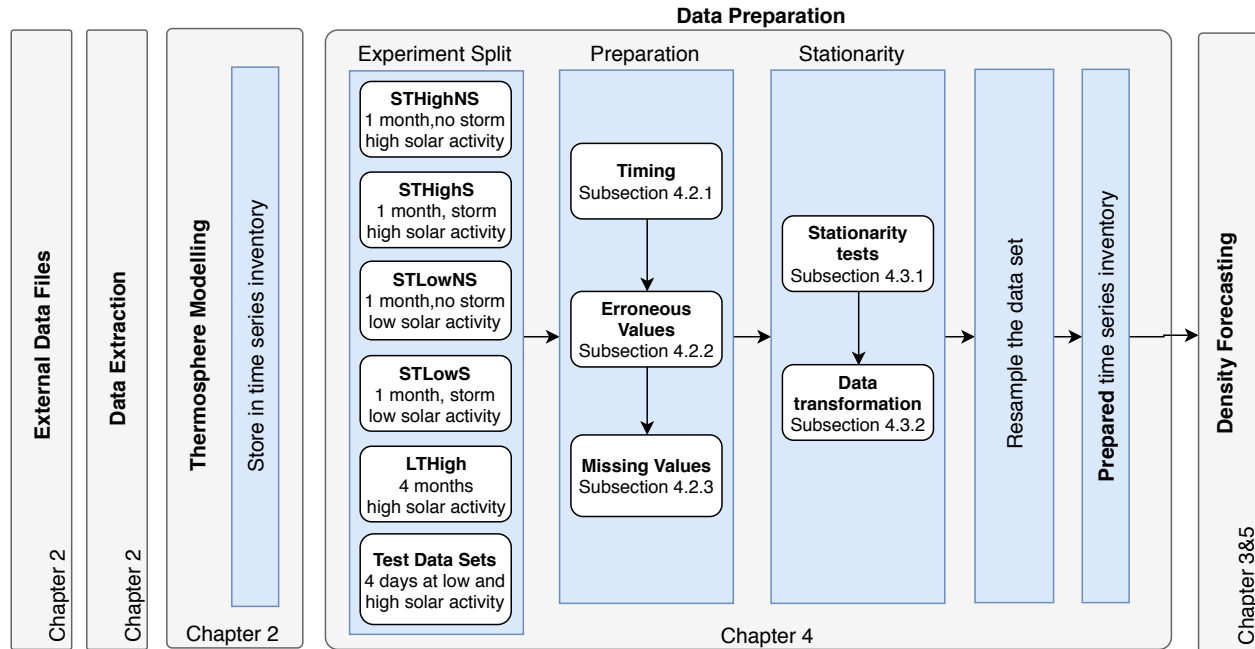 Data Preparation
External Data Files
Chapter 2
Data Extraction
Chapter 2
Thermosphere Modelling
Store in time series inventory
Chapter 2
Experiment Split
STHighNS
1 month,no storm
high solar activity
STHighS
1 month, storm
high solar activity
STLowNS
1 month,no storm
low solar activity
STLowS
1 month, storm
low solar activity
LTHigh
4 months
high solar activity
Test Data Sets
4 days at low and
high solar activity
Preparation
Timing
Subsection 4.2.1
Erroneous
Values
Subsection 4.2.2
Missing Values
Subsection 4.2.3
Stationarity
Stationarity
tests
Subsection 4.3.1
Data
transformation
Subsection 4.3.2
Resample the data set
Prepared time series inventory
Chapter 4
Density Forecasting
Chapter 3&5